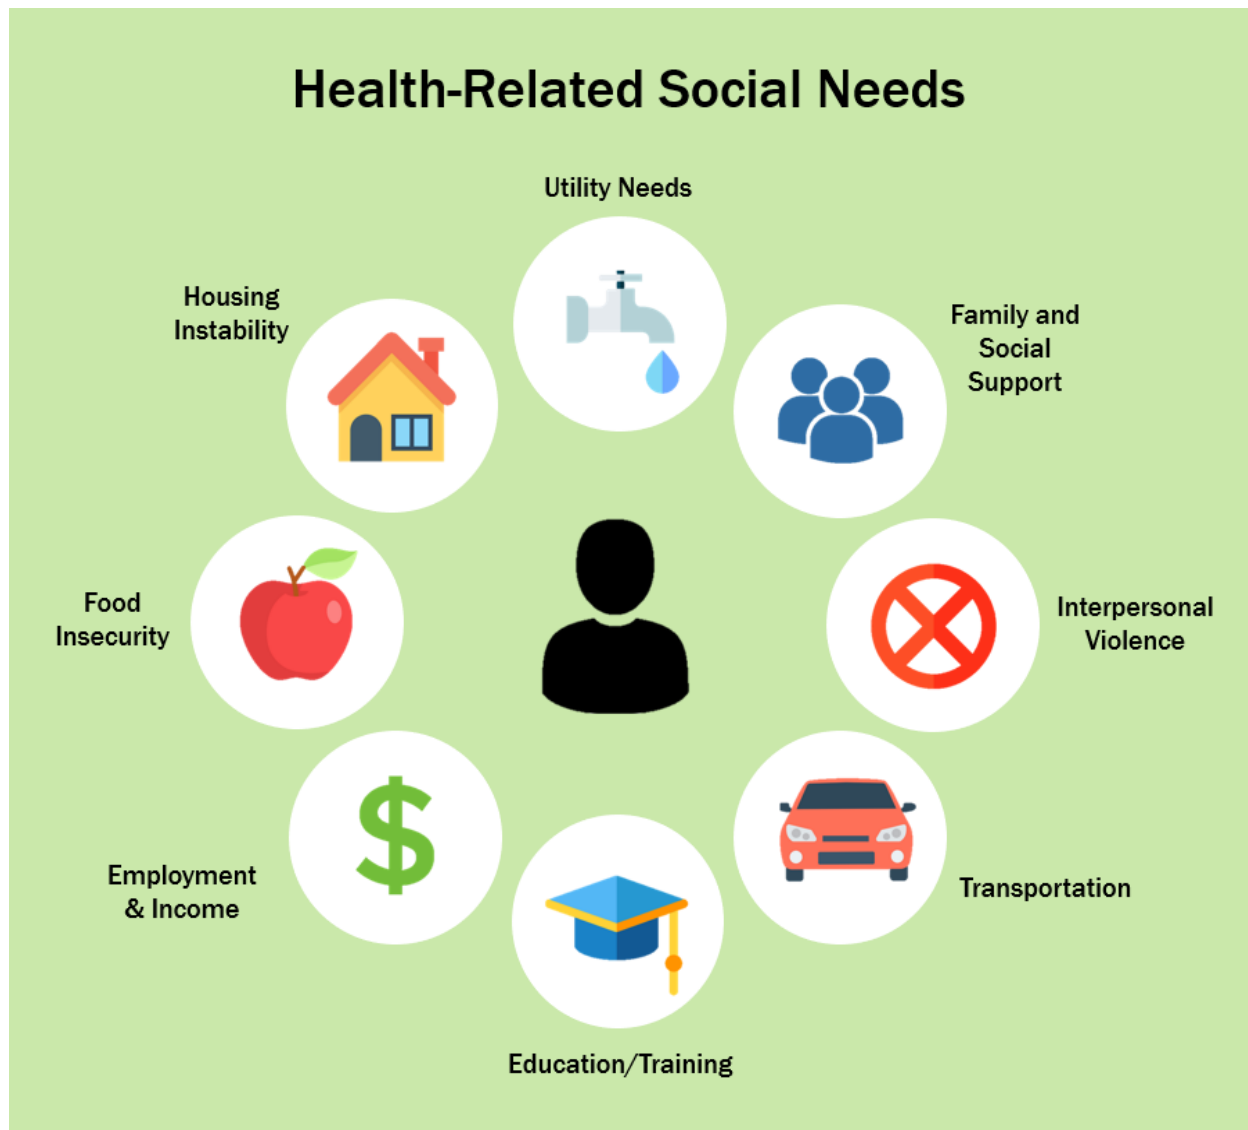 Health-Related Social Needs
Utility Needs
Housing
Instability
Family and
Social
Support
Food
Insecurity
Interpersonal
Violence
Employment
& Income
Transportation
Education/Training